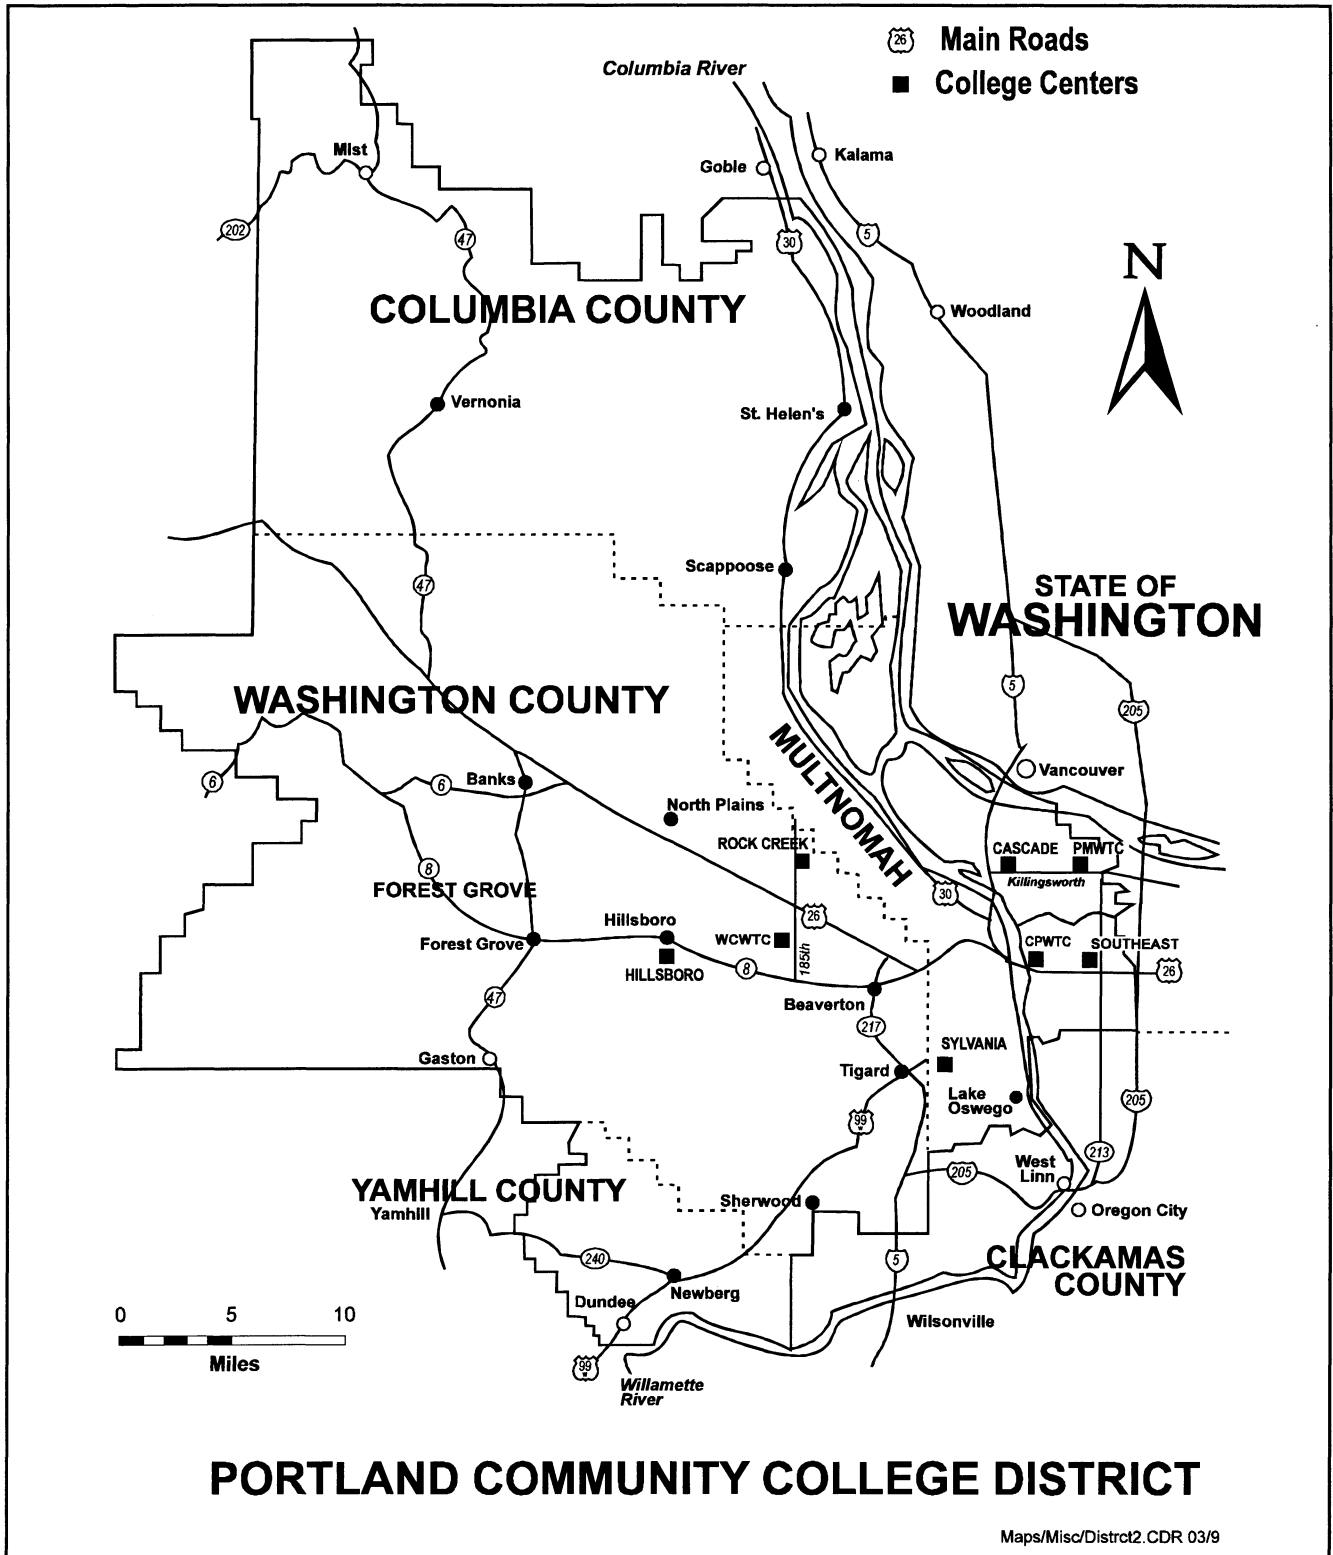 26 Main Roads
College Centers
Columbia River
Mist
Goble
Kalama
202
47
30
5
N
COLUMBIA COUNTY
Woodland
Vernonia
St. Helen's
Scappoose
47
STATE OF
WASHINGTON
5
205
WASHINGTON COUNTY
MULTNOMAH
6
Banks
6
Vancouver
North Plains
ROCK CREEK
CASCADE
PMWTC
8
Killingsworth
FOREST GROVE
30
Hillsboro
26
Forest Grove
WCWTC
185th
CPWTC
SOUTHEAST
HILLSBORO
8
26
47
Beaverton
217
Gaston
SYLVANIA
Tigard
Lake
Oswego
205
99
W
213
West
Linn
205
YAMHILL COUNTY
Yamhill
Sherwood
Oregon City
240
5
CLACKAMAS
COUNTY
Newberg
Dundee
Wilsonville
0 5 10
Miles
99
W
Willamette
River
PORTLAND COMMUNITY COLLEGE DISTRICT
Maps/Misc/Distrct2.CDR 03/9